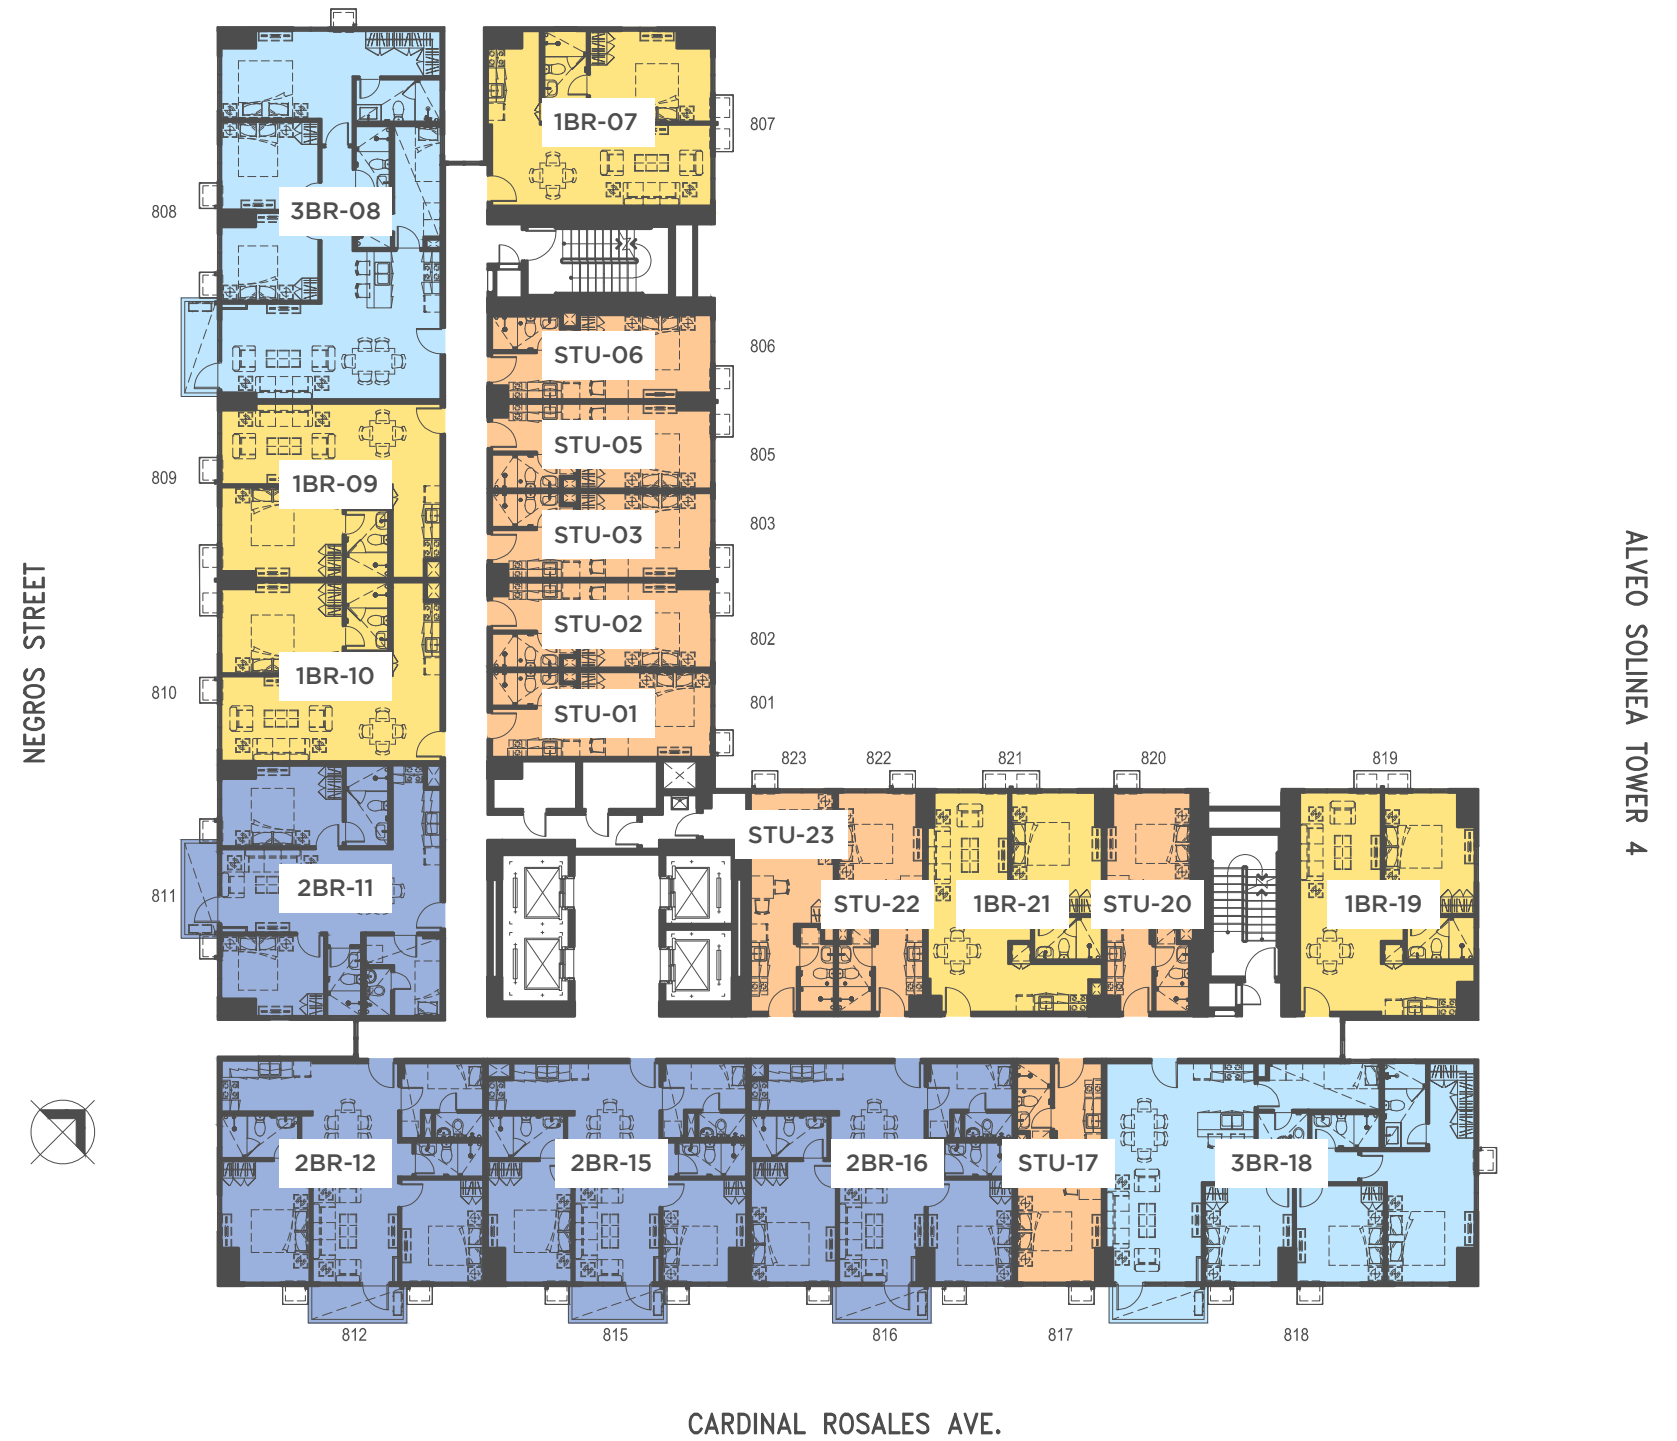 1BR-07
807
3BR-08
808
STU-06
806
STU-05
805
1BR-09
809
STU-03
803
STU-02
802
1BR-10
810
STU-01
801
823
822
821
820
819
STU-23
2BR-11
811
STU-22
1BR-21
STU-20
1BR-19
NEGROS STREET
ALVEO SOLINEA TOWER 4
2BR-12
2BR-15
2BR-16
STU-17
3BR-18
812
815
816
817
818
CARDINAL ROSALES AVE.